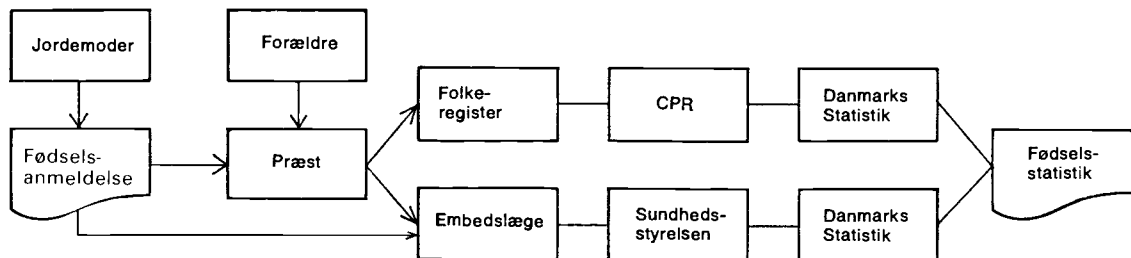 Jordemoder
Forældre
Folke-
register
CPR
Danmarks
Statistik
Fødsels-
anmeldelse
Præst
Fødsels-
statistik
Embedslæge
Sundheds-
styrelsen
Danmarks
Statistik